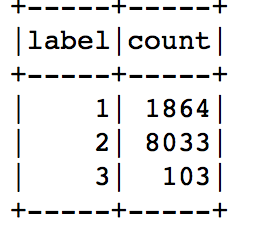 +-----+-----+
|label|count|
+-----+-----+
|    1| 1864|
|    2| 8033|
|    3|  103|
+-----+-----+